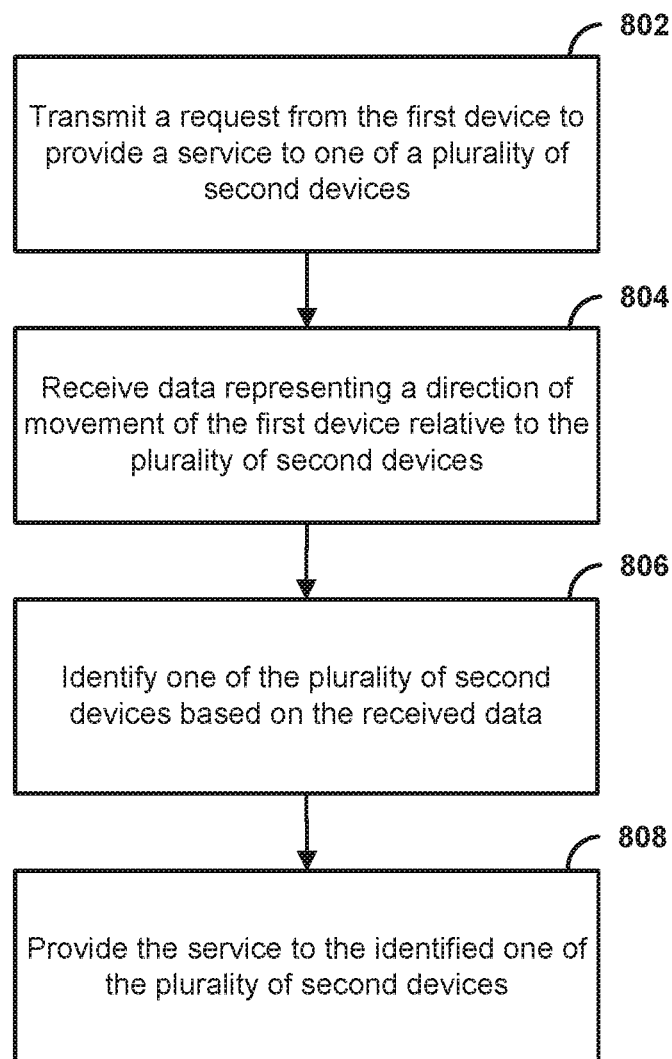 802
Transmit a request from the first device to
provide a service to one of a plurality of
second devices
804
Receive data representing a direction of
movement of the first device relative to the
plurality of second devices
806
Identify one of the plurality of second
devices based on the received data
808
Provide the service to the identified one of
the plurality of second devices